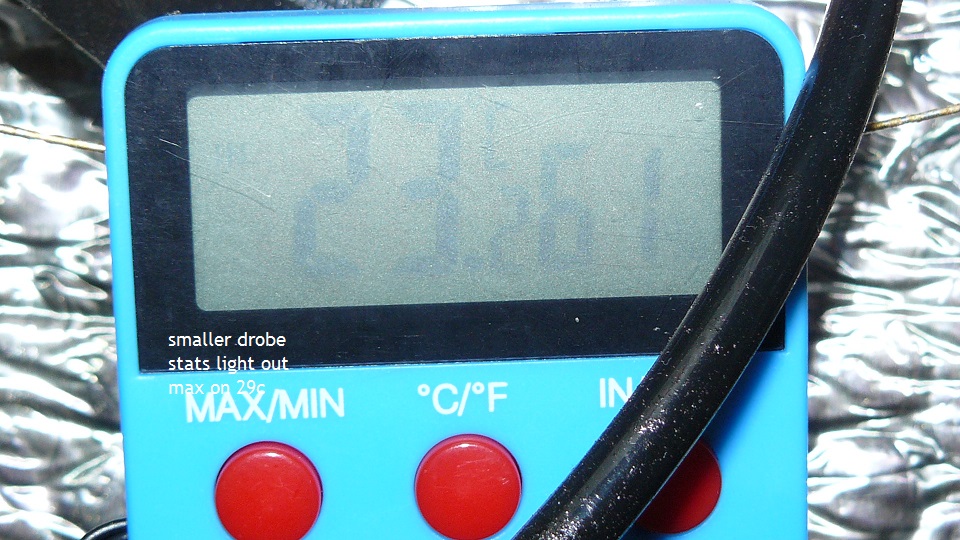 smaller drobe
stats light out
max on 29c
MAX/MIN °C/°F IN